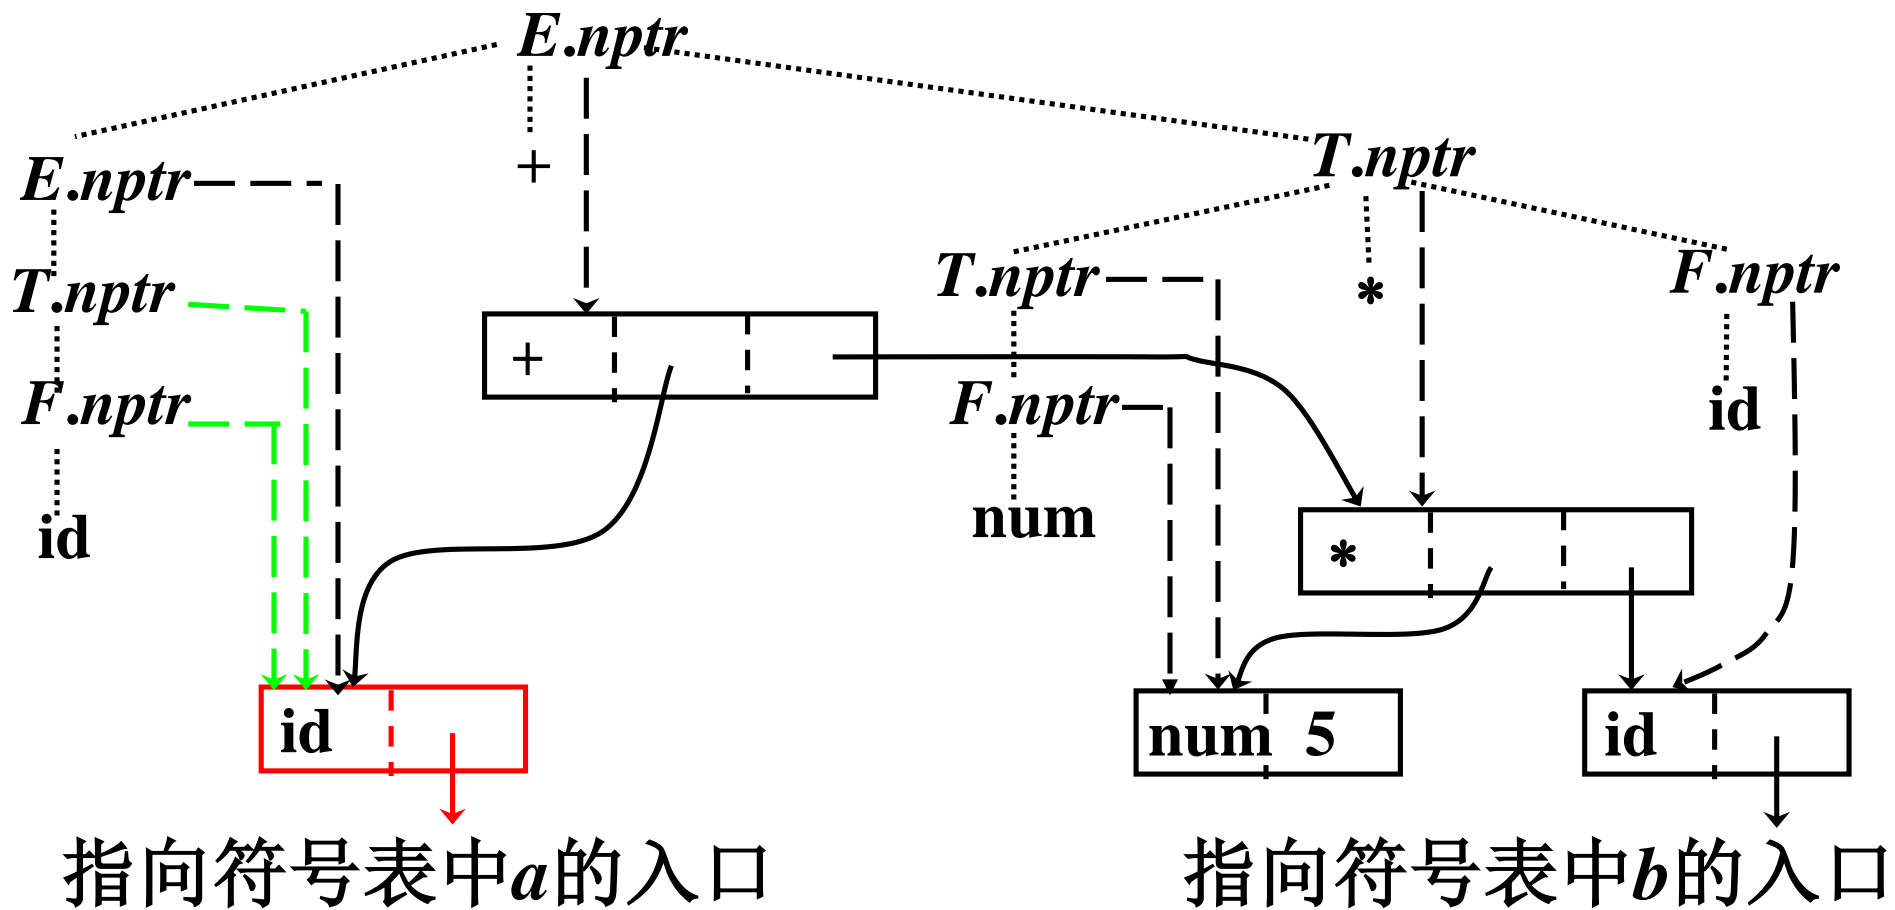 E.nptr
+
T.nptr
E.nptr
T.nptr
*
F.nptr
T.nptr
+
F.nptr
F.nptr
id
id
num
*
id
num 5
id
指向符号表中a的入口
指向符号表中b的入口